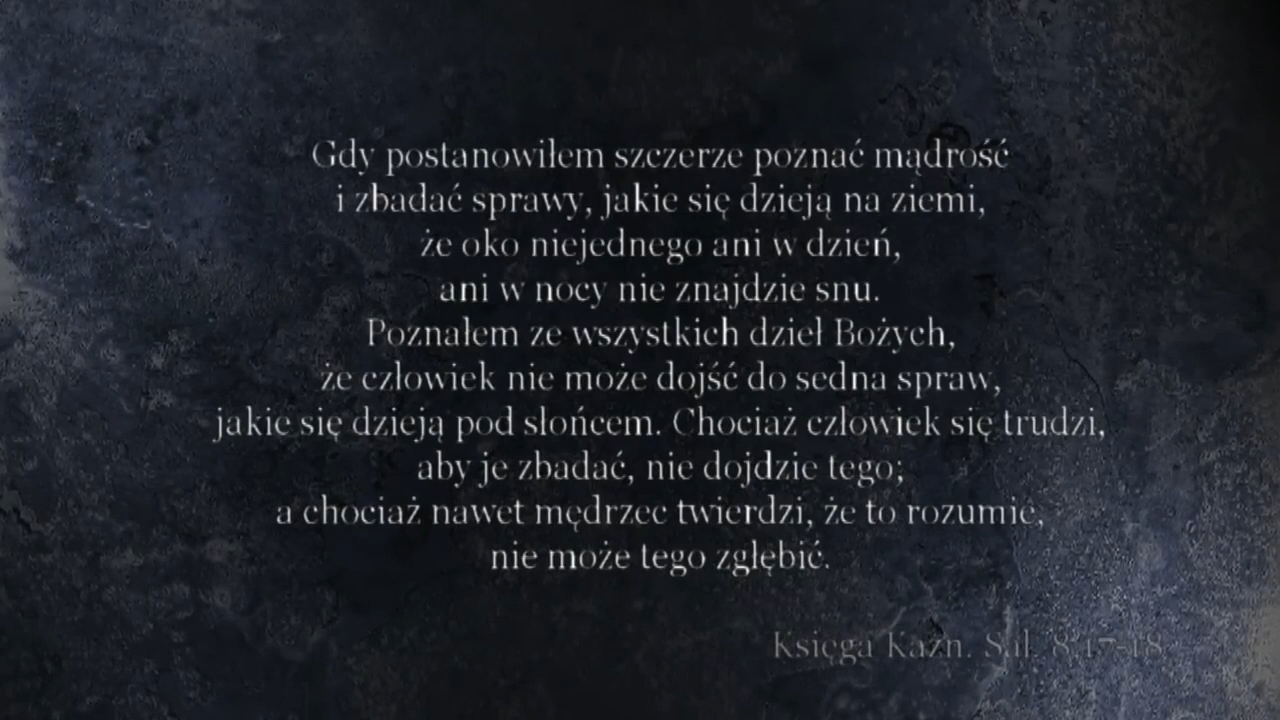 Gdy postanowiłem szczerze poznać mądrość
i zbadać sprawy, jakie się dzieją na ziemi,
że oko niejednego ani w dzień,
ani w nocy nie znajdzie snu.
Poznałem ze wszystkich dzieł Bożych,
że człowiek nie może dojść do sedna spraw,
jakie się dzieją pod słońcem. Chociaż człowiek się trudzi,
aby je zbadać, nie dojdzie tego;
a chociaż nawet mędrzec twierdzi, że to rozumie,
nie może tego zgłębić.
Księga Kazn. Sal. 8,17-18